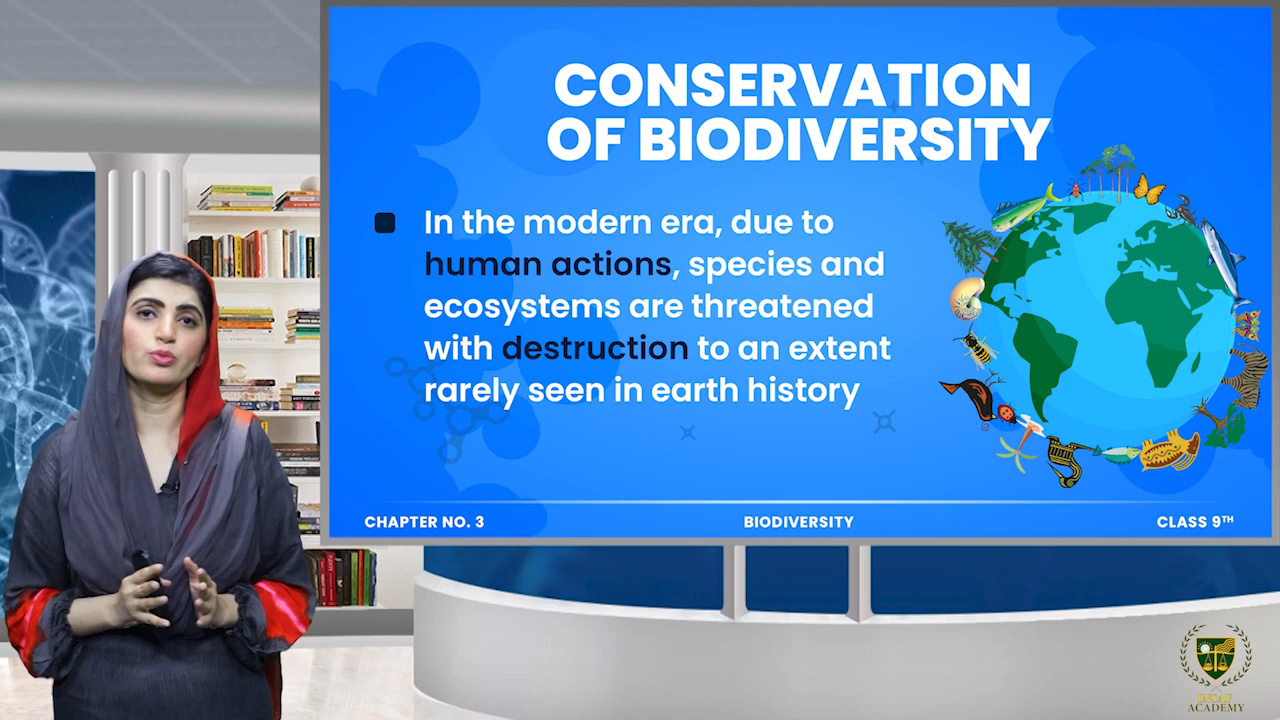 CONSERVATION
OF BIODIVERSITY
In the modern era, due to
human actions, species and
ecosystems are threatened
with destruction to an extent
rarely seen in earth history
CHAPTER NO. 3
BIODIVERSITY
CLASS 9TH
INSAF
ACADEMY